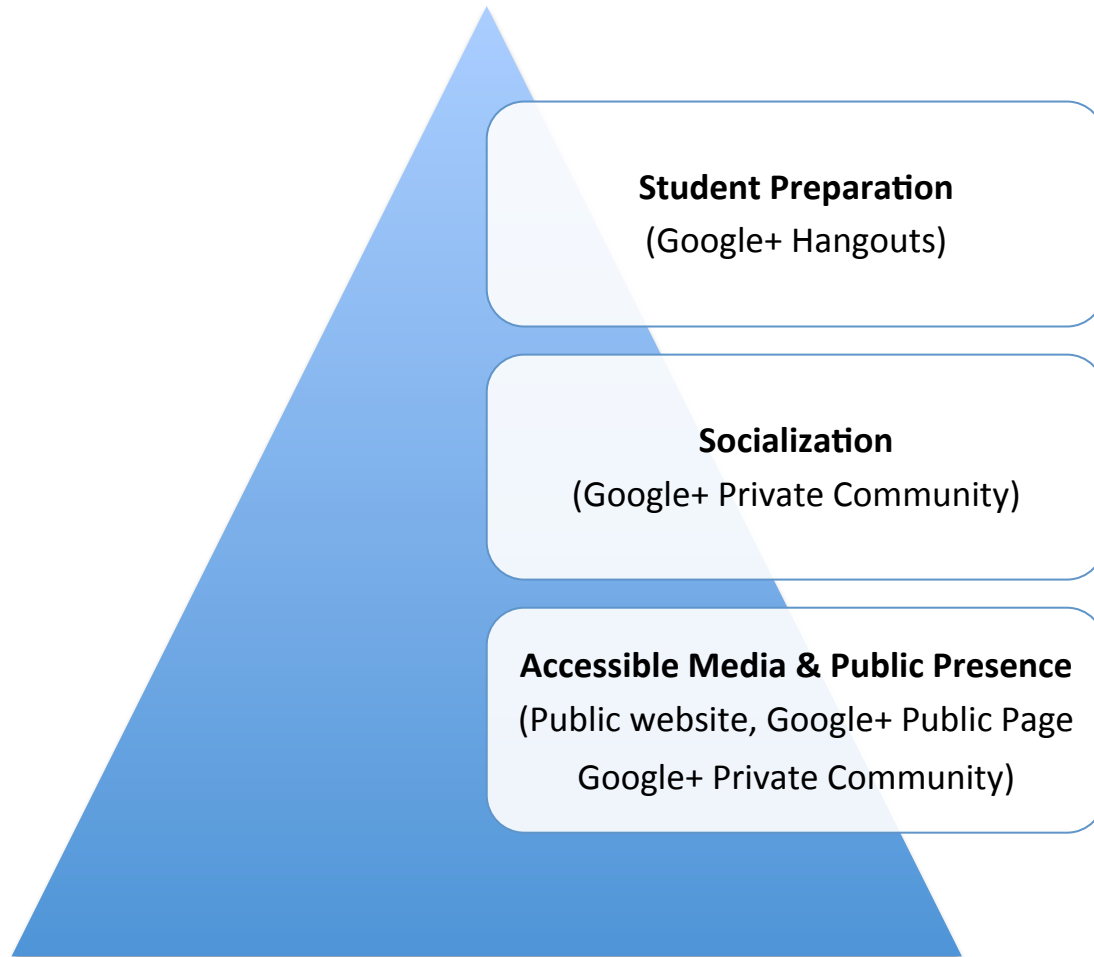 Student Preparation
(Google+ Hangouts)
Socialization
(Google+ Private Community)
Accessible Media & Public Presence
(Public website, Google+ Public Page
Google+ Private Community)